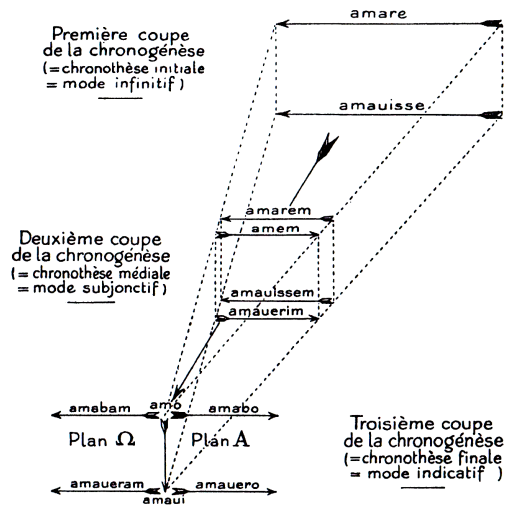 amare
Première coupe
de la chronogénèse
(=chronothèse initiale
= mode infinitif)
amauisse
amarem
amem
Deuxième coupe
de la chronogénèse
(= chronothèse médiale
= mode subjonctif)
amauissem
amauerim
amabam amo amabo
Plan Ω Plan A
Troisième coupe
de la chronogénèse
(=chronothèse finale
= mode indicatif )
amaueram amaui amauero